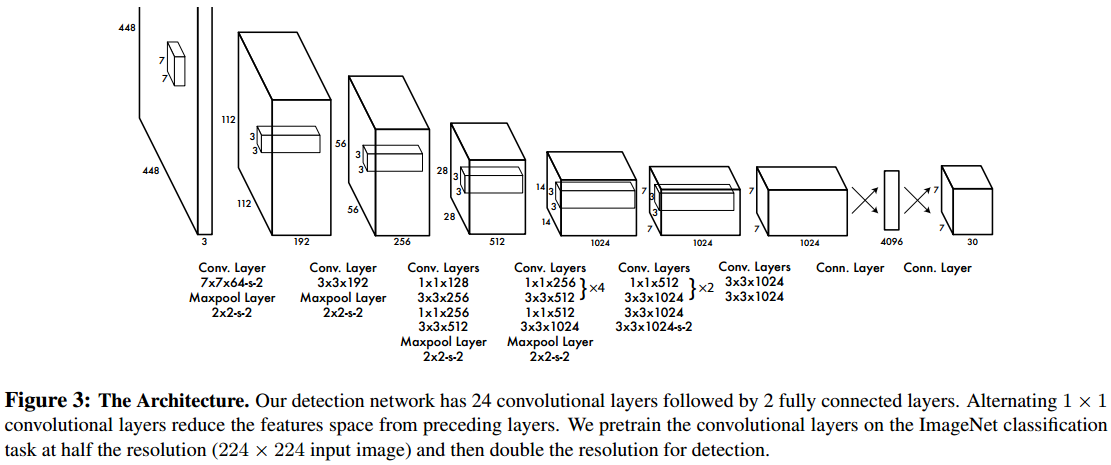 448
7
7
448
3
112
3
3
112
192
56
3
3
56
256
28
3
3
28
512
14
3
3
14
1024
7
3
3
7
1024
7
7
1024
4096
7
7
30
Conv. Layer
7x7x64-s-2
Maxpool Layer
2x2-s-2
Conv. Layer
3x3x192
Maxpool Layer
2x2-s-2
Conv. Layers
1x1x128
3x3x256
1x1x256
3x3x512
Maxpool Layer
2x2-s-2
Conv. Layers
1x1x256
3x3x512
}×4
1x1x512
3x3x1024
Maxpool Layer
2x2-s-2
Conv. Layers
1x1x512
3x3x1024
}×2
3x3x1024
3x3x1024-s-2
Conv. Layers
3x3x1024
3x3x1024
Conn. Layer
Conn. Layer
Figure 3: The Architecture. Our detection network has 24 convolutional layers followed by 2 fully connected layers. Alternating 1 × 1
convolutional layers reduce the features space from preceding layers. We pretrain the convolutional layers on the ImageNet classification
task at half the resolution (224 × 224 input image) and then double the resolution for detection.